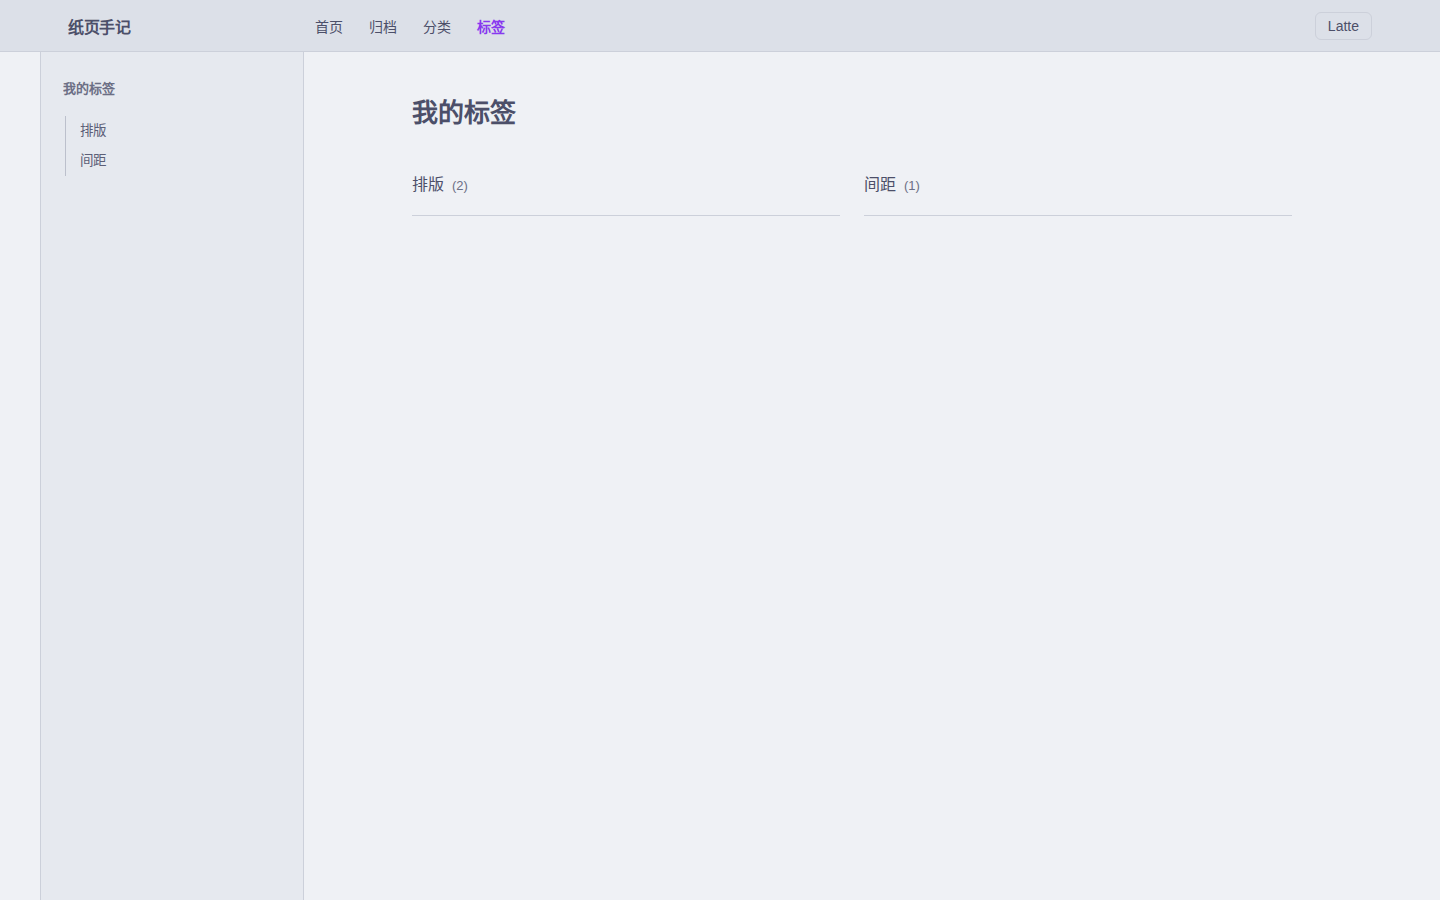 纸页手记 首页 归档 分类 标签 Latte
我的标签
排版
间距
我的标签
排版 (2)
间距 (1)